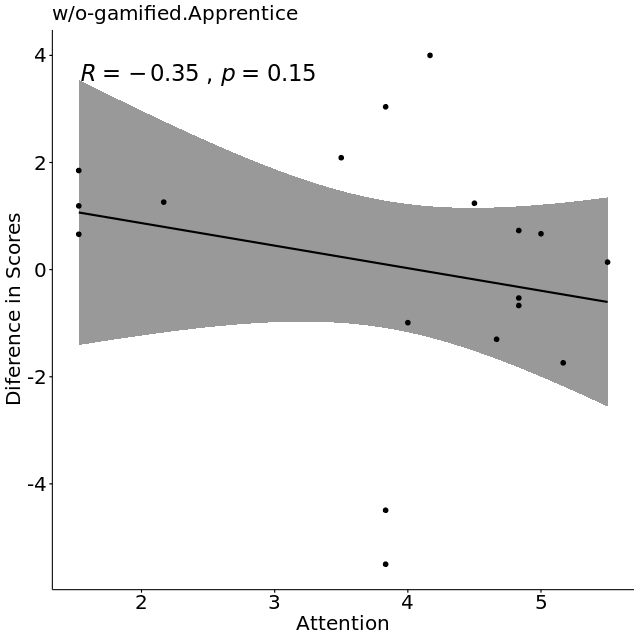 w/o-gamified.Apprentice
R = −0.35 , p = 0.15
4
2
0
-2
-4
Diference in Scores
2 3 4 5
Attention